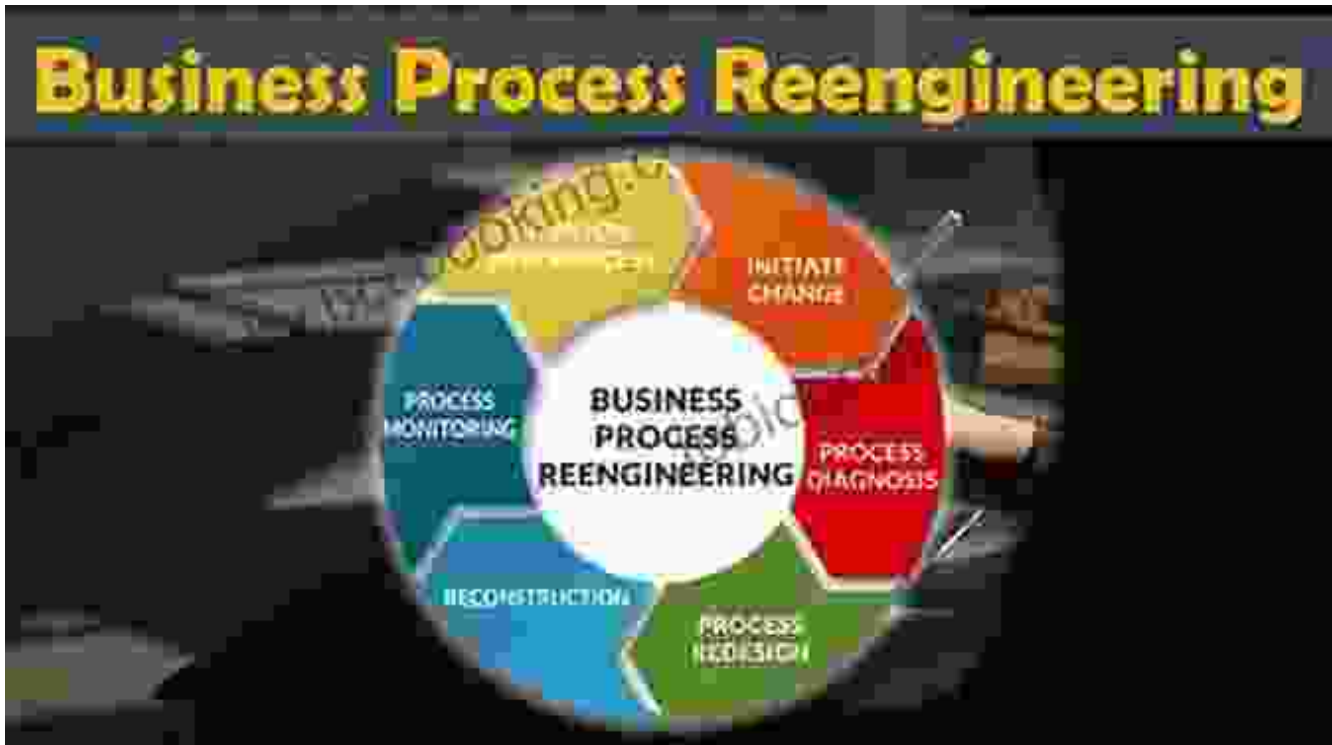 Business Process Reengineering
INITIATE
CHANGE
PROCESS
DIAGNOSIS
PROCESS
REDESIGN
RECONSTRUCTION
PROCESS
MONITORING
BUSINESS
PROCESS
REENGINEERING